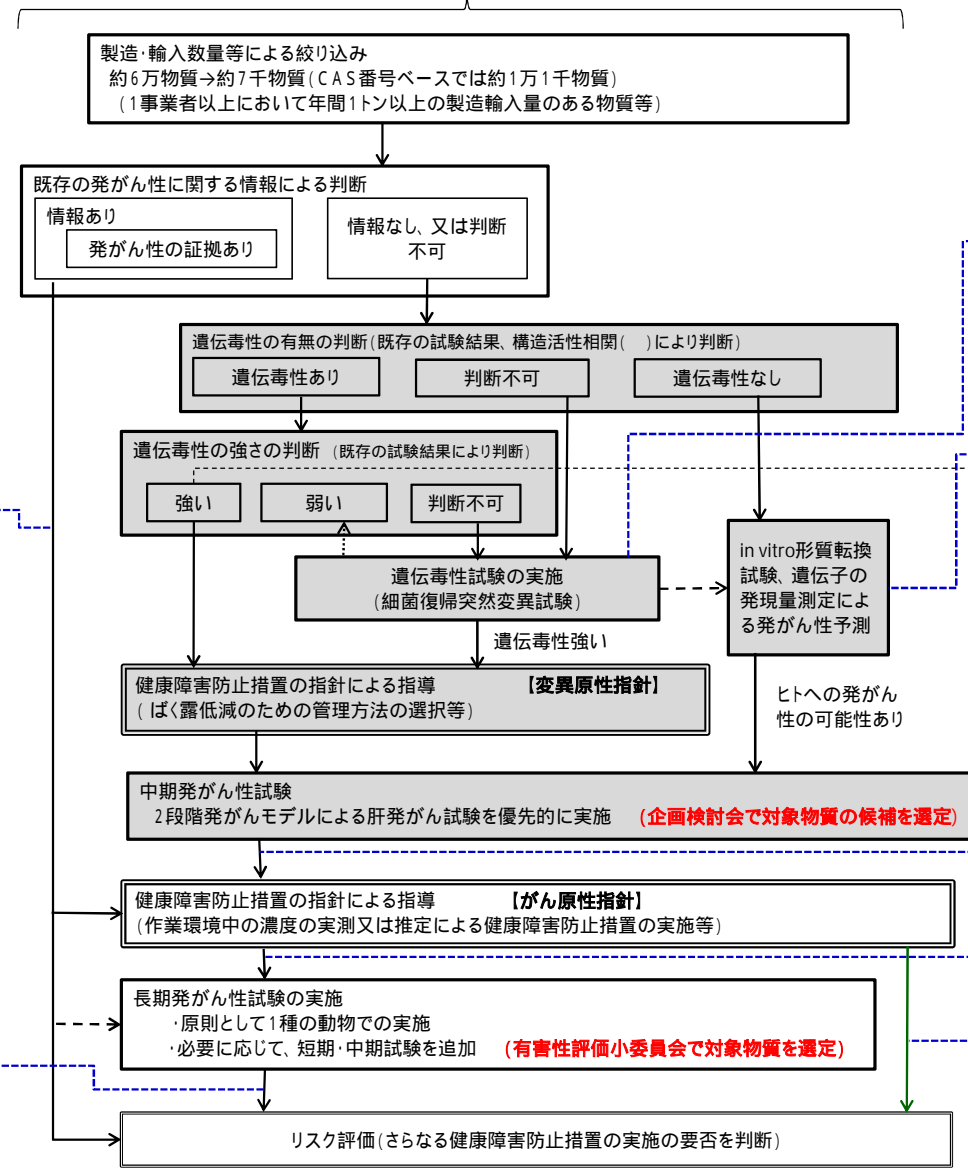 製造・輸入数量等による絞り込み
約6万物質→約7千物質(CAS番号ベースでは約1万1千物質)
(1事業者以上において年間1トン以上の製造輸入量のある物質等)
既存の発がん性に関する情報による判断
情報あり
発がん性の証拠あり
情報なし、又は判断
不可
遺伝毒性の有無の判断(既存の試験結果、構造活性相関(　)により判断)
遺伝毒性あり
判断不可
遺伝毒性なし
遺伝毒性の強さの判断 (既存の試験結果により判断)
強い
弱い
判断不可
遺伝毒性試験の実施
(細菌復帰突然変異試験)
in vitro形質転換
試験、遺伝子の
発現量測定によ
る発がん性予測
遺伝毒性強い
健康障害防止措置の指針による指導 【変異原性指針】
(ばく露低減のための管理方法の選択等)
ヒトへの発がん
性の可能性あり
中期発がん性試験
2段階発がんモデルによる肝発がん試験を優先的に実施 (企画検討会で対象物質の候補を選定)
健康障害防止措置の指針による指導 【がん原性指針】
(作業環境中の濃度の実測又は推定による健康障害防止措置の実施等)
長期発がん性試験の実施
・原則として1種の動物での実施
・必要に応じて、短期・中期試験を追加 (有害性評価小委員会で対象物質を選定)
リスク評価(さらなる健康障害防止措置の実施の要否を判断)